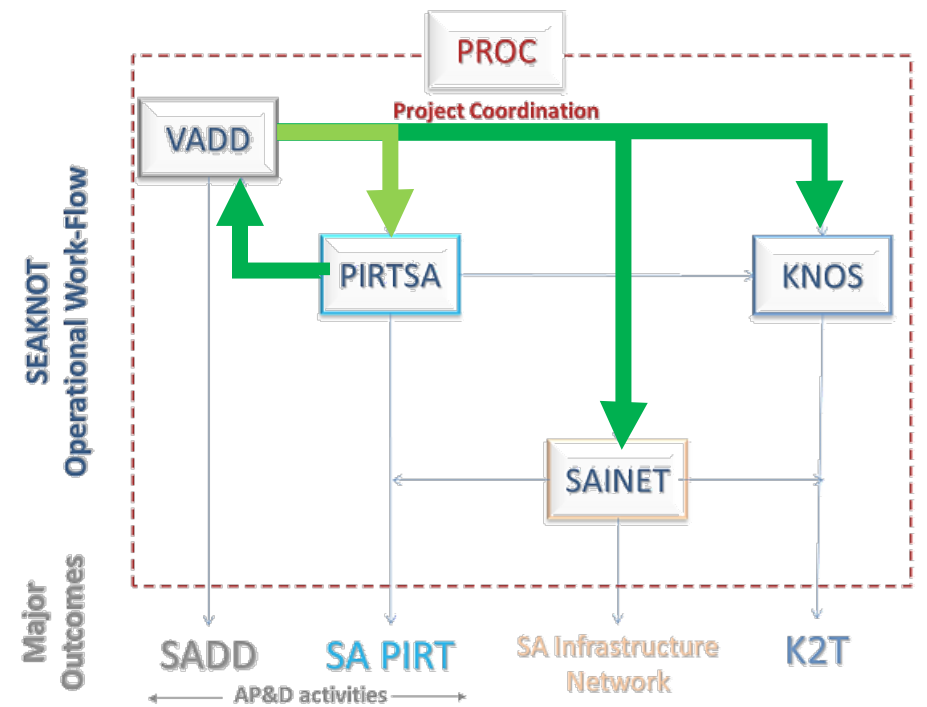 PROC
Project Coordination
VADD
PIRTSA
KNOS
SAINET
SEAKNOT
Operational Work-Flow
Major
Outcomes
SADD
SA PIRT
SA Infrastructure
Network
K2T
AP&D activities